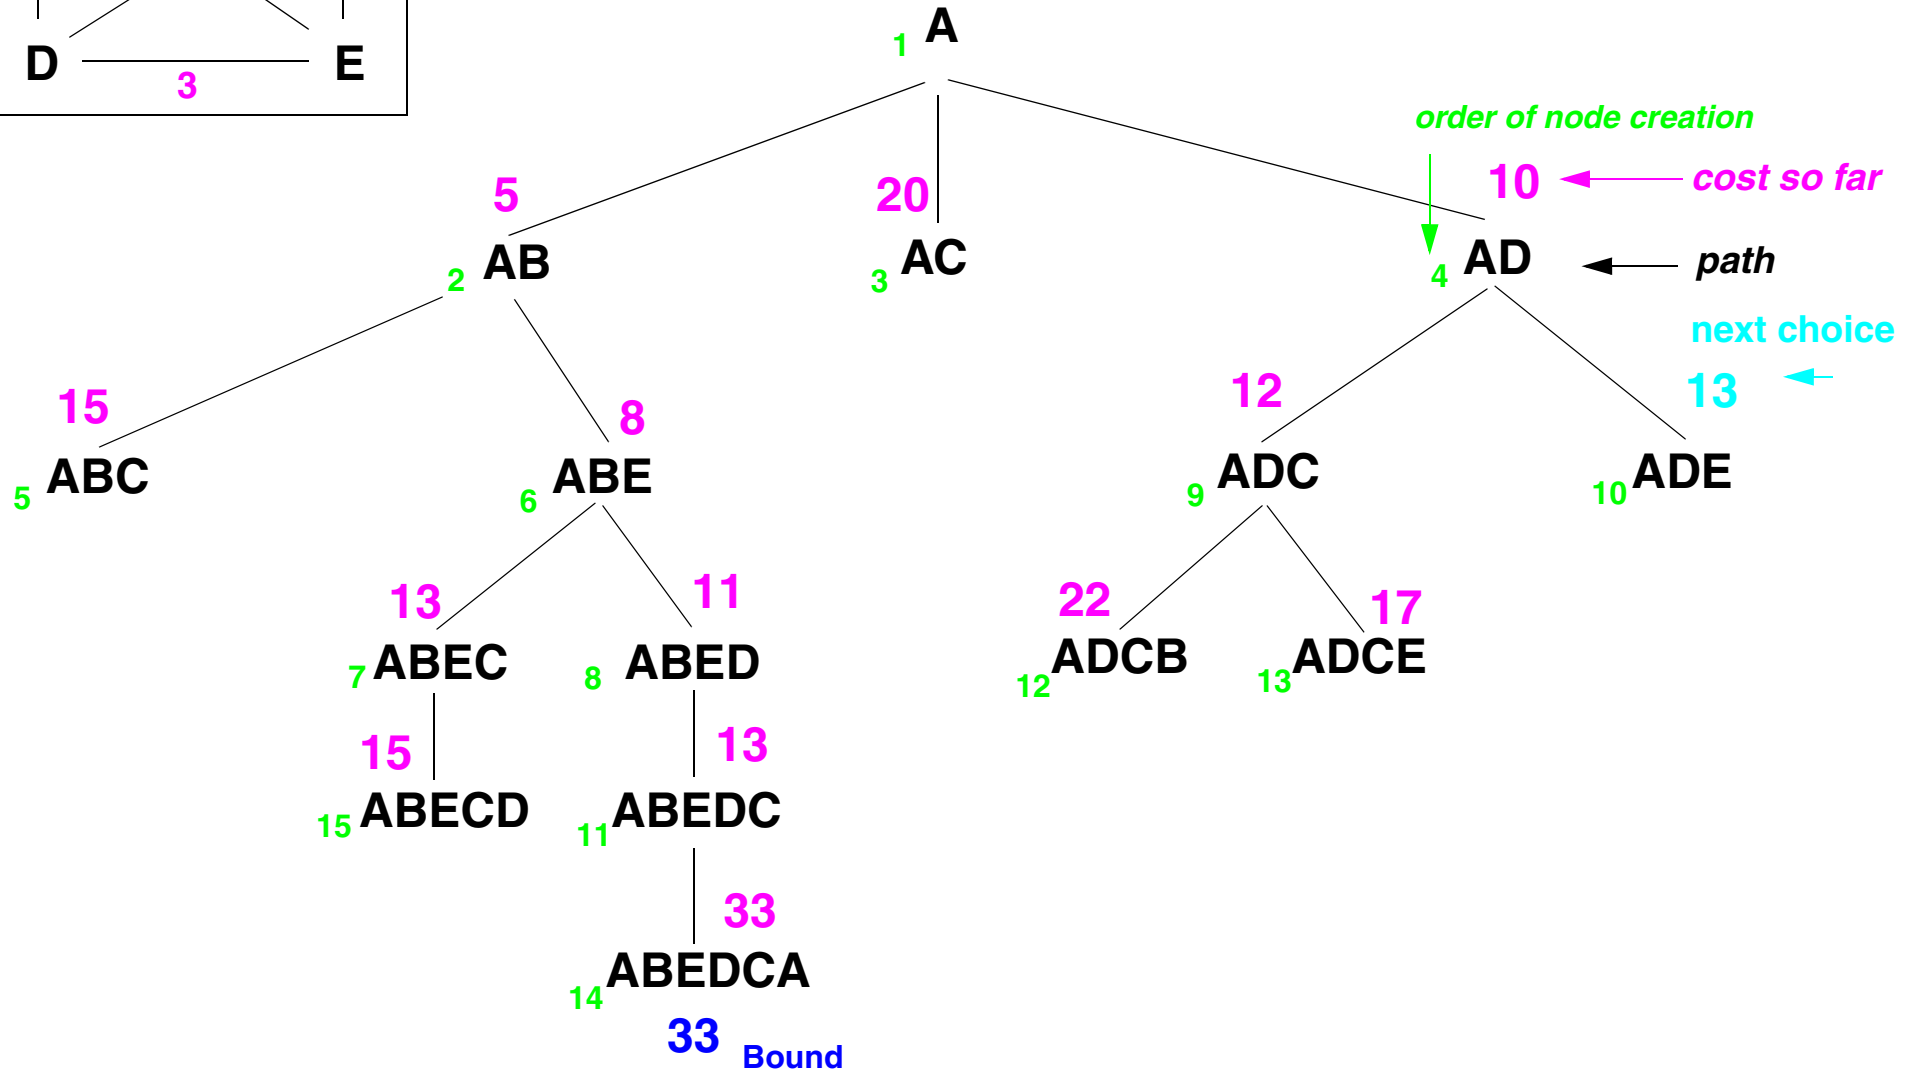 A
1
D E
3
order of node creation
10 cost so far
5 20
AB AC AD path
2 3 4
next choice
15 8 12 13
ABC ABE ADC ADE
5 6 9 10
13 11 22 17
ABEC ABED ADCB ADCE
7 8 12 13
15 13
ABECD ABEDC
15 11
33
ABEDCA
14
33 Bound